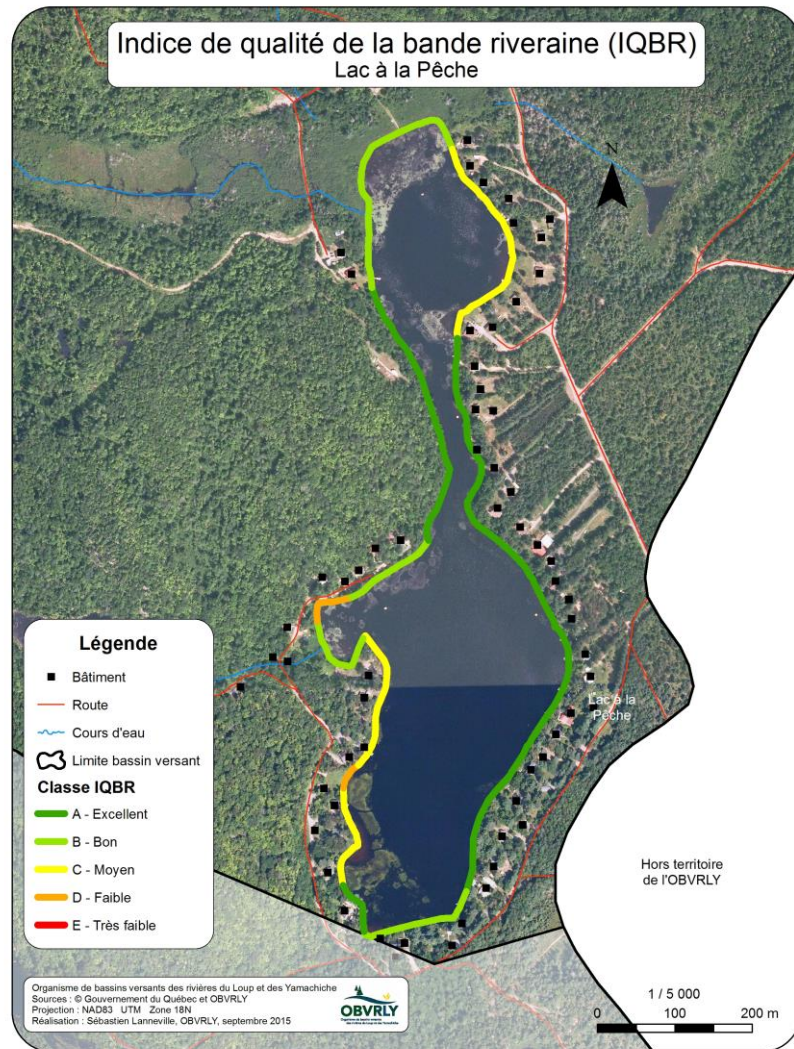 Indice de qualité de la bande riveraine (IQBR)
Lac à la Pêche
N
Lac à la
Pêche
Légende
Bâtiment
Route
Cours d'eau
Limite bassin versant
Classe IQBR
A - Excellent
B - Bon
C - Moyen
D - Faible
E - Très faible
Hors territoire
de l'OBVRLY
Organisme de bassins versants des rivières du Loup et des Yamachiche
Sources : © Gouvernement du Québec et OBVRLY
Projection : NAD83 UTM Zone 18N
Réalisation : Sébastien Lanneville, OBVRLY, septembre 2015
OBVRLY
1 / 5 000
0 100 200 m